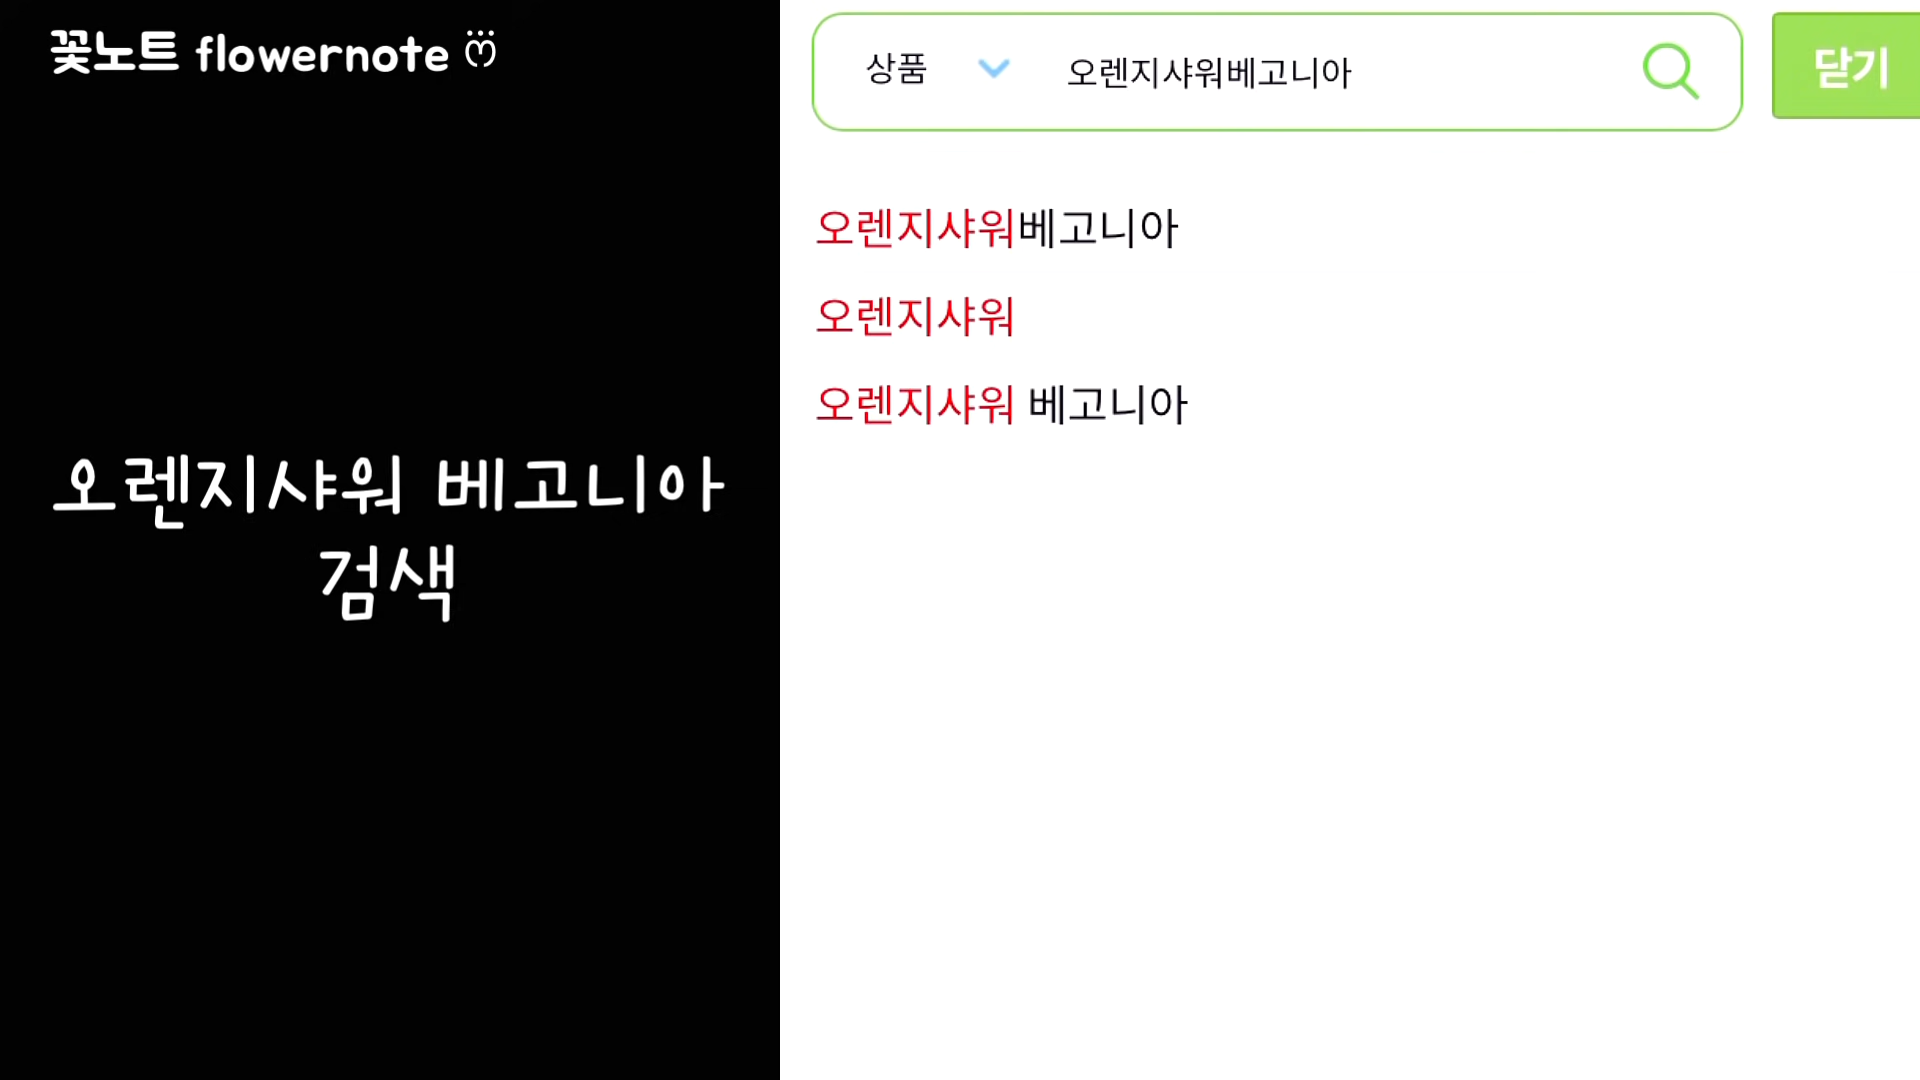 꽃노트 flowernote ෆ
오렌지샤워 베고니아
검색
상품
오렌지샤워베고니아
닫기
오렌지샤워베고니아
오렌지샤워
오렌지샤워 베고니아